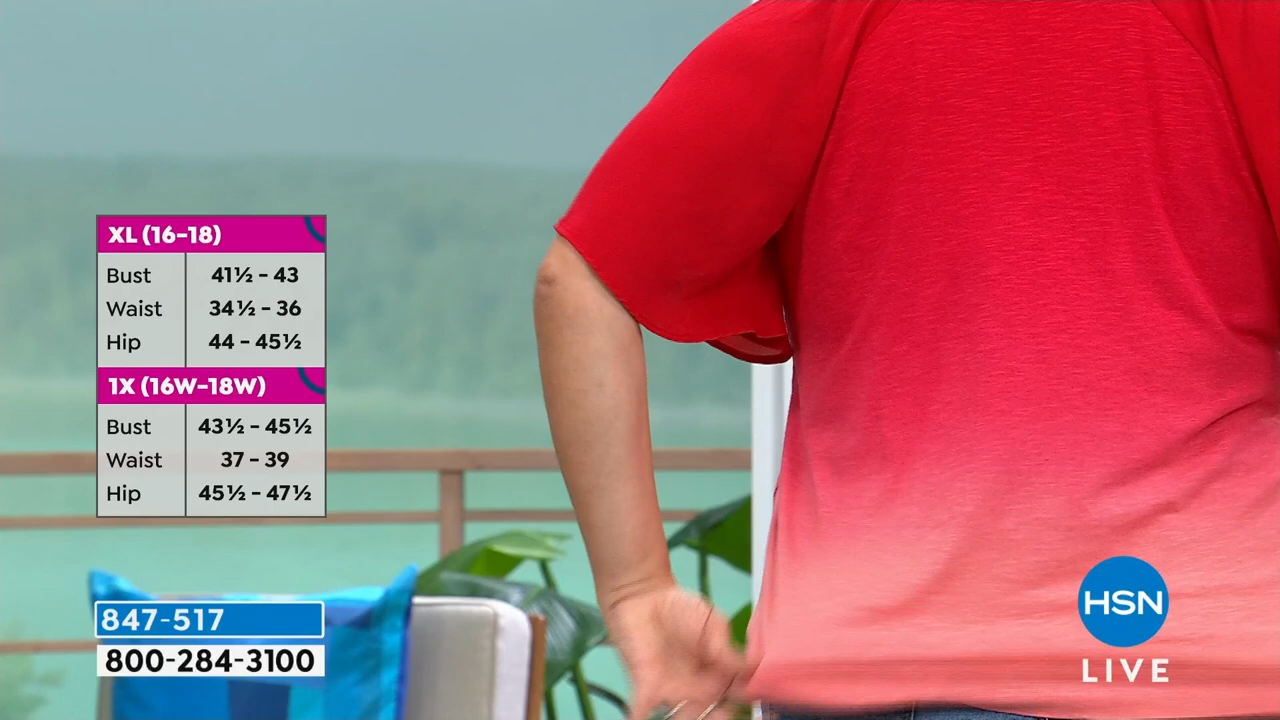 XL (16-18)
Bust 41½ - 43
Waist 34½ - 36
Hip 44 - 45½
1X (16W-18W)
Bust 43½ - 45½
Waist 37 - 39
Hip 45½ - 47½
847-517
800-284-3100
HSN
LIVE